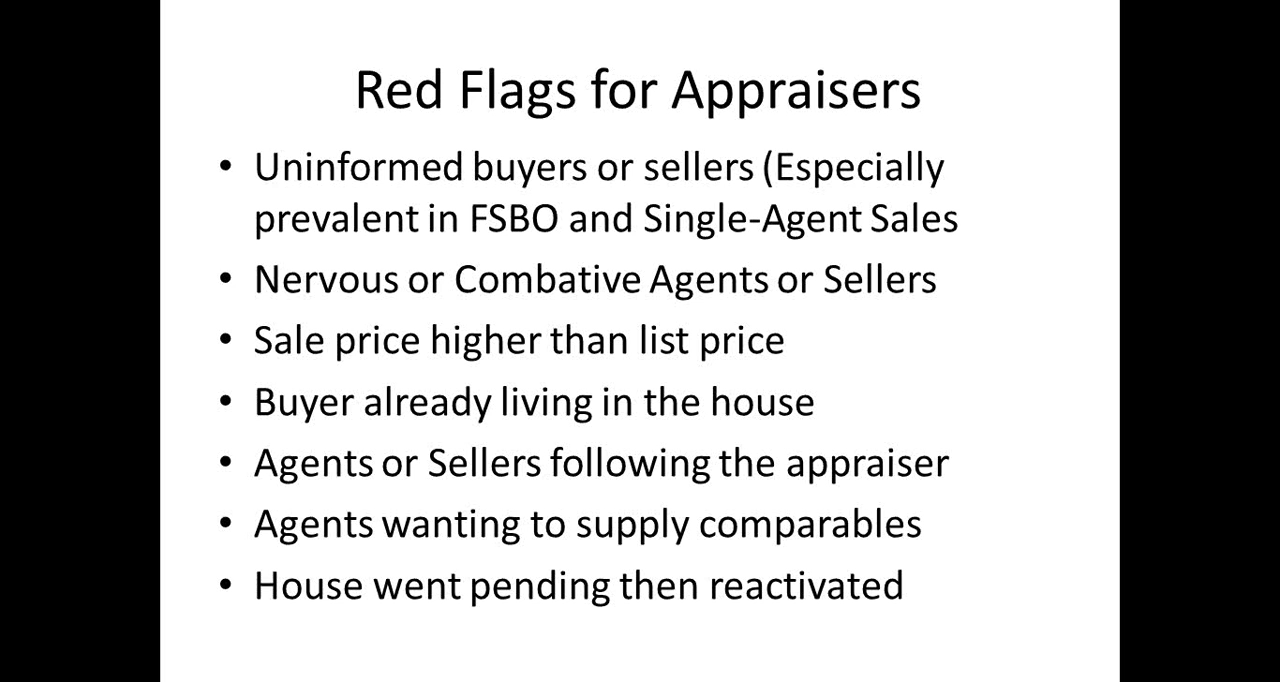 Red Flags for Appraisers
• Uninformed buyers or sellers (Especially
prevalent in FSBO and Single-Agent Sales
• Nervous or Combative Agents or Sellers
• Sale price higher than list price
• Buyer already living in the house
• Agents or Sellers following the appraiser
• Agents wanting to supply comparables
• House went pending then reactivated